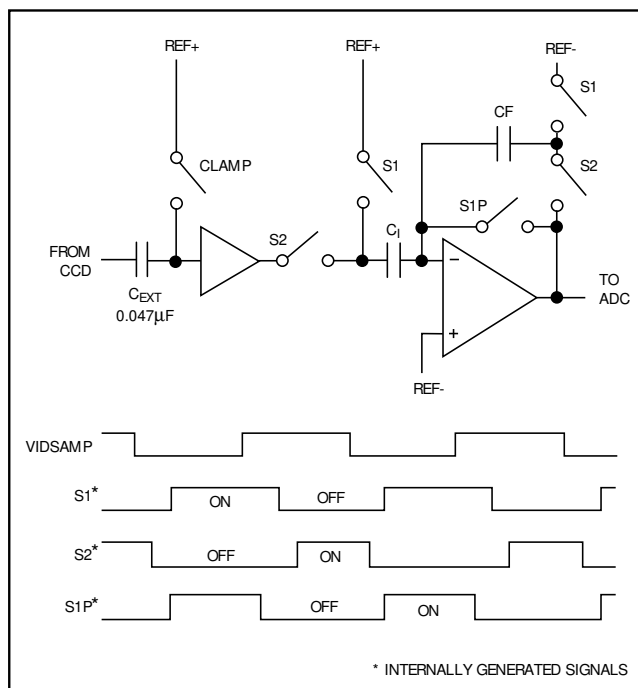 REF+
REF+
REF-
S1
CF
CLAMP
S1
S2
S1P
S2
CI
FROM
CCD
−
TO
ADC
CEXT
0.047µF
+
REF-
VIDSAMP
S1*
ON
OFF
S2*
OFF
ON
S1P*
OFF
ON
* INTERNALLY GENERATED SIGNALS